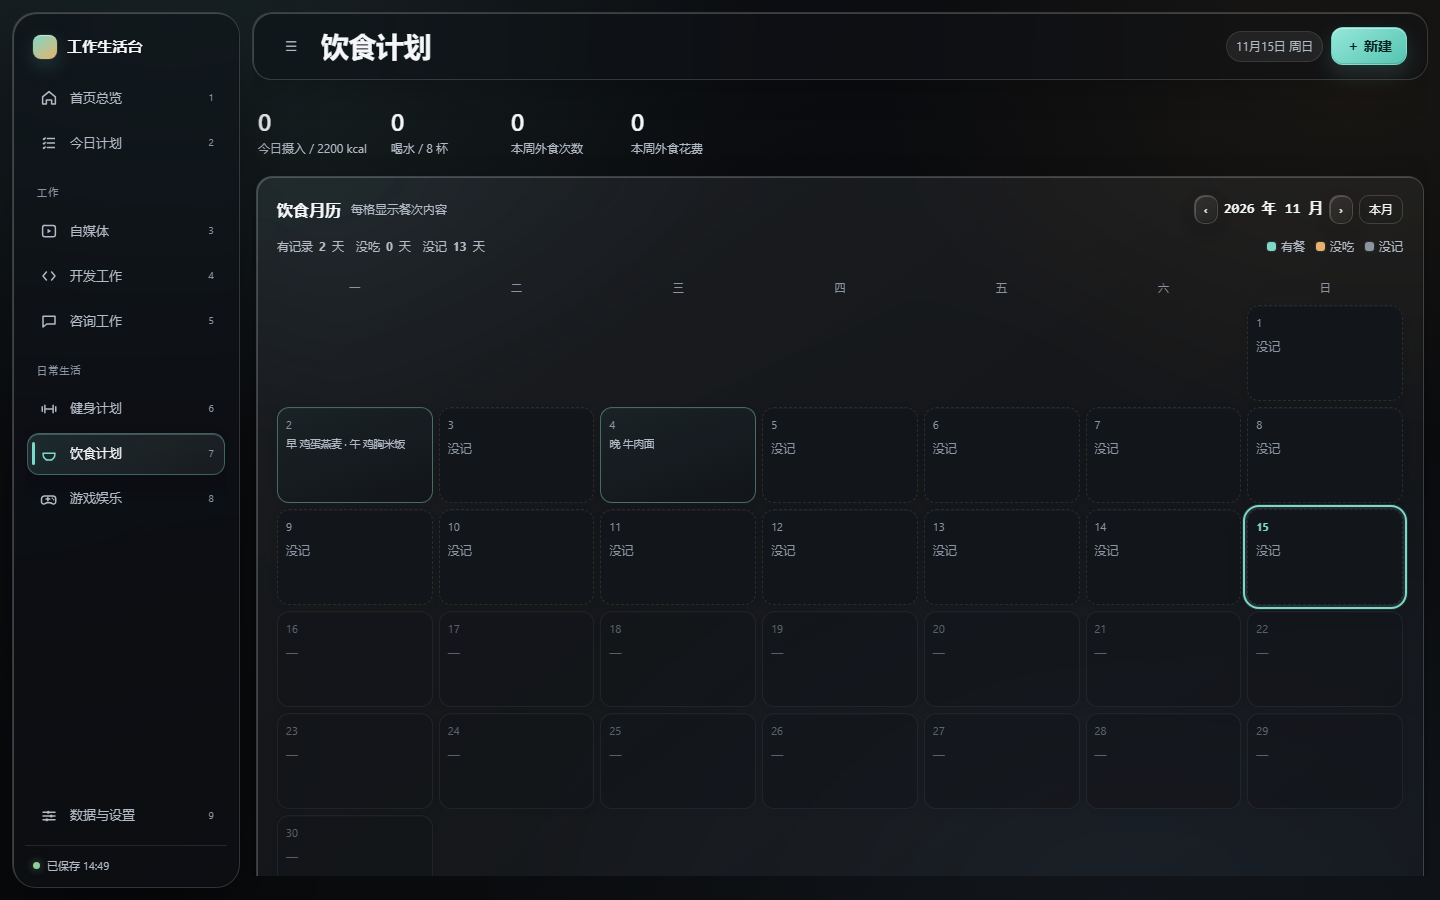 工作生活台
首页总览 1
今日计划 2
工作
自媒体 3
开发工作 4
咨询工作 5
日常生活
健身计划 6
饮食计划 7
游戏娱乐 8
数据与设置 9
已保存 14:49
☰ 饮食计划
11月15日 周日
+ 新建
0
今日摄入 / 2200 kcal
0
喝水 / 8 杯
0
本周外食次数
0
本周外食花费
饮食月历 每格显示餐次内容
‹ 2026 年 11 月 › 本月
有记录 2 天 没吃 0 天 没记 13 天
有餐 没吃 没记
一 二 三 四 五 六 日
1
没记
2
早 鸡蛋燕麦 · 午 鸡胸米饭
3
没记
4
晚 牛肉面
5
没记
6
没记
7
没记
8
没记
9
没记
10
没记
11
没记
12
没记
13
没记
14
没记
15
没记
16
—
17
—
18
—
19
—
20
—
21
—
22
—
23
—
24
—
25
—
26
—
27
—
28
—
29
—
30
—